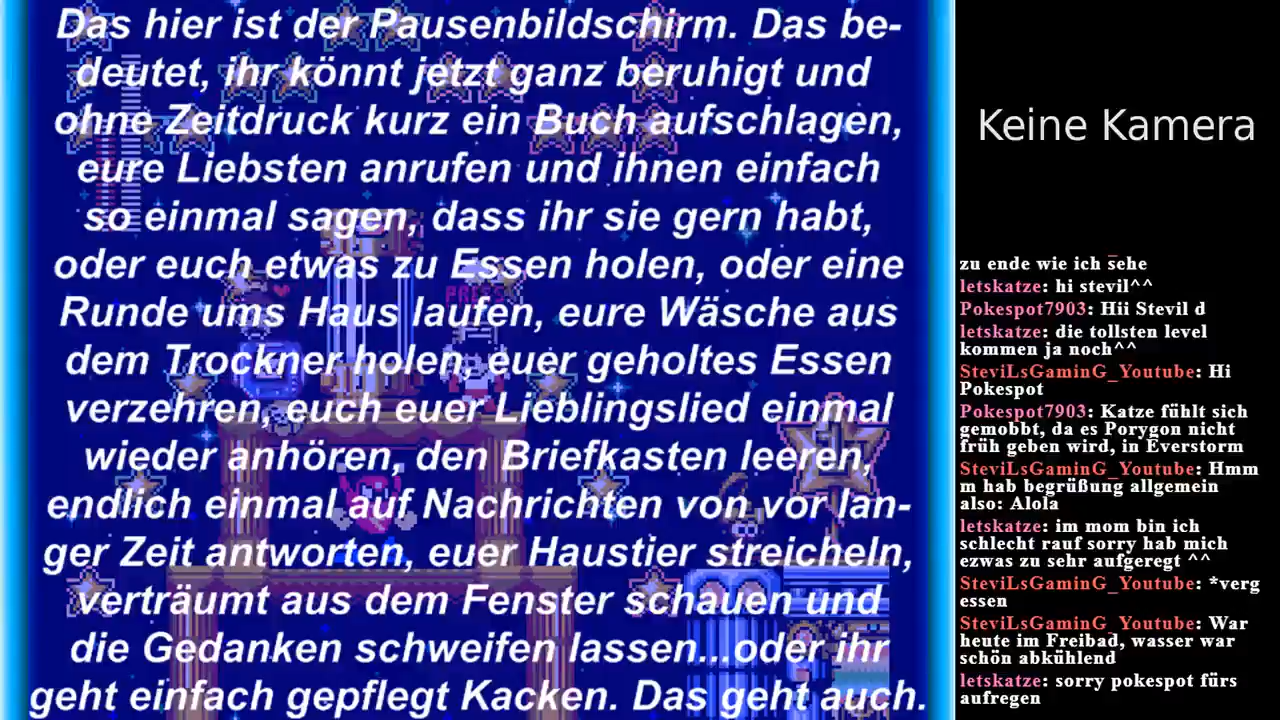 Das hier ist der Pausenbildschirm. Das be-
deutet, ihr könnt jetzt ganz beruhigt und
ohne Zeitdruck kurz ein Buch aufschlagen,
eure Liebsten anrufen und ihnen einfach
so einmal sagen, dass ihr sie gern habt,
oder euch etwas zu Essen holen, oder eine
Runde ums Haus laufen, eure Wäsche aus
dem Trockner holen, euer geholtes Essen
verzehren, euch euer Lieblingslied einmal
wieder anhören, den Briefkasten leeren,
endlich einmal auf Nachrichten von vor lan-
ger Zeit antworten, euer Haustier streicheln,
verträumt aus dem Fenster schauen und
die Gedanken schweifen lassen...oder ihr
geht einfach gepflegt Kacken. Das geht auch.
PRESS
Keine Kamera
zu ende wie ich sehe
letskatze: hi stevil^^
Pokespot7903: Hii Stevil d
letskatze: die tollsten level
kommen ja noch^^
SteviLsGaminG_Youtube: Hi
Pokespot
Pokespot7903: Katze fühlt sich
gemobbt, da es Porygon nicht
früh geben wird, in Everstorm
SteviLsGaminG_Youtube: Hmm
m hab begrüßung allgemein
also: Alola
letskatze: im mom bin ich
schlecht rauf sorry hab mich
ezwas zu sehr aufgeregt ^^
SteviLsGaminG_Youtube: *verg
essen
SteviLsGaminG_Youtube: War
heute im Freibad, wasser war
schön abkühlend
letskatze: sorry pokespot fürs
aufregen